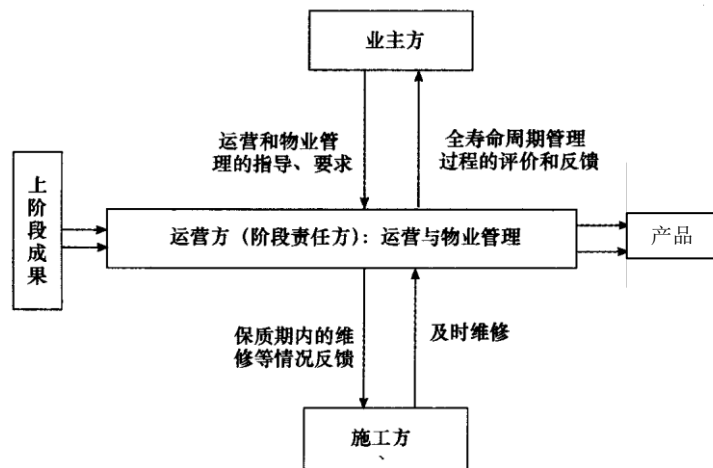 业主方
运营和物业管
理的指导、要求
全寿命周期管理
过程的评价和反馈
上
阶
段
成
果
运营方（阶段责任方）：运营与物业管理
产品
保质期内的维
修等情况反馈
及时维修
施工方